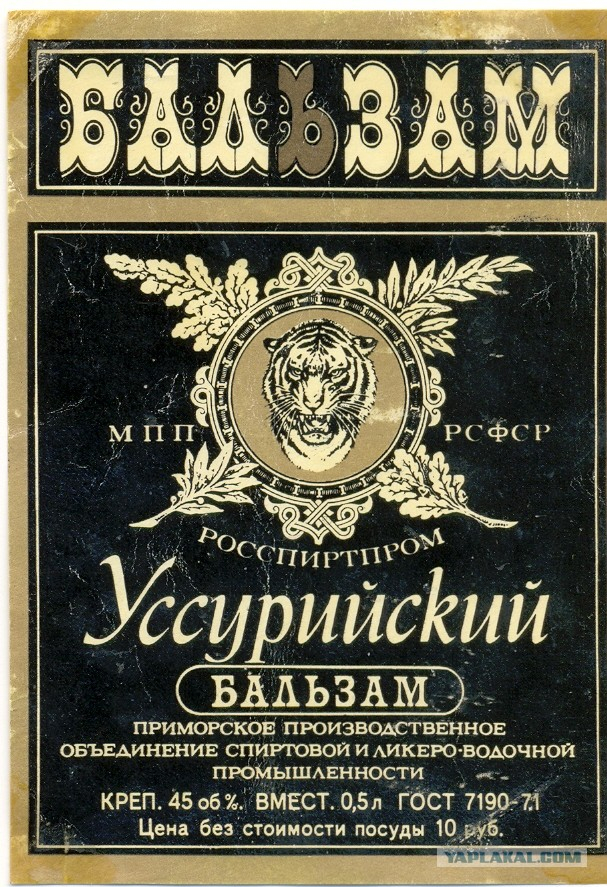 БАЛЬЗАМ
МПП РСФСР
РОССПИРТПРОМ
Уссурийский
БАЛЬЗАМ
ПРИМОРСКОЕ ПРОИЗВОДСТВЕННОЕ
ОБЪЕДИНЕНИЕ СПИРТОВОЙ И ЛИКЕРО-ВОДОЧНОЙ
ПРОМЫШЛЕННОСТИ
КРЕП. 45 об %. ВМЕСТ. 0,5 л ГОСТ 7190-71
Цена без стоимости посуды 10 руб.
YAPLAKAL.COM